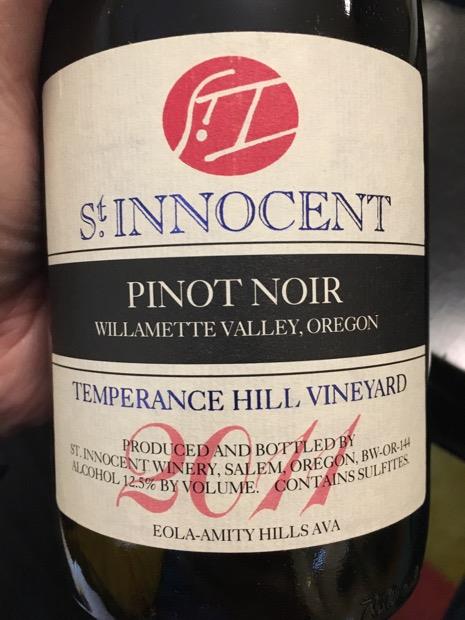 S.I.
St. INNOCENT
PINOT NOIR
WILLAMETTE VALLEY, OREGON
TEMPERANCE HILL VINEYARD
2011
PRODUCED AND BOTTLED BY
ST. INNOCENT WINERY, SALEM, OREGON, BW-OR-144
ALCOHOL 12.5% BY VOLUME. CONTAINS SULFITES.
EOLA-AMITY HILLS AVA